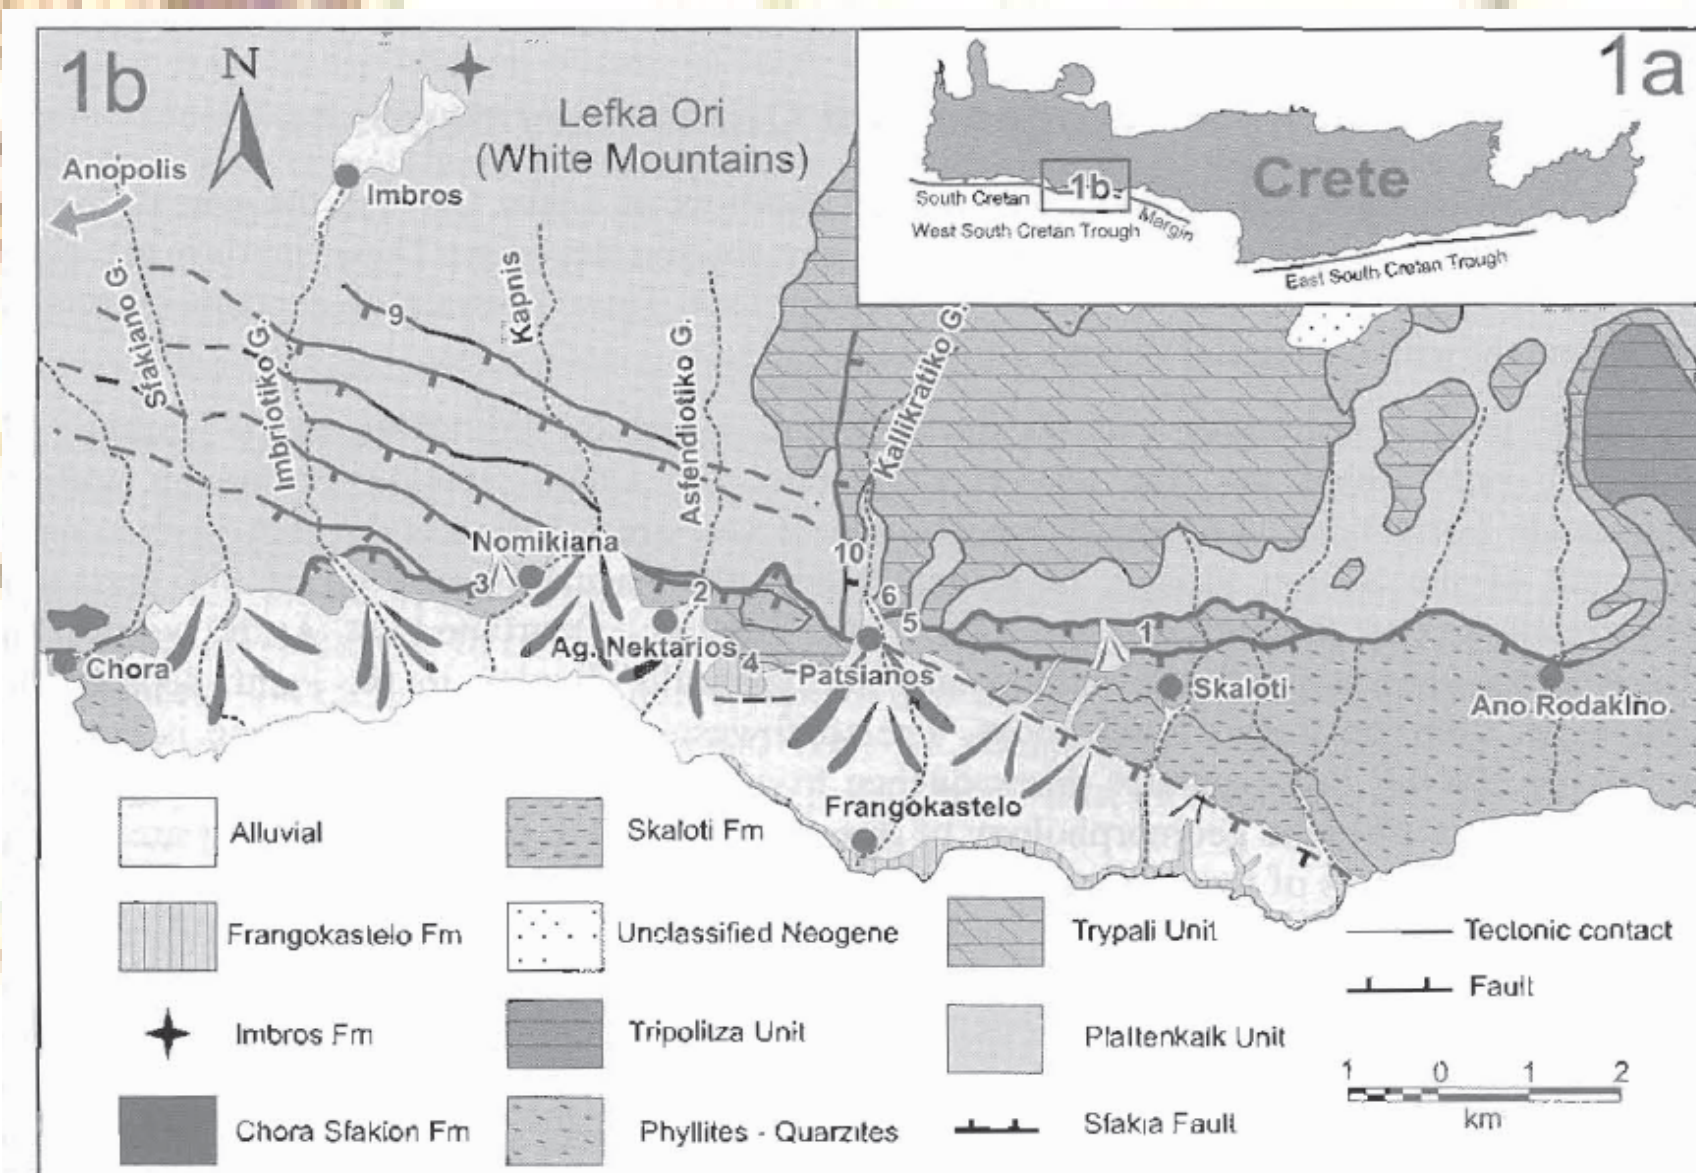 1b
N
Lefka Ori
(White Mountains)
Anopolis
Imbros
1a
Crete
1b
South Cretan
Margin
West South Cretan Trough
East South Cretan Trough
Sfakiano G.
Imbriotiko G.
Kapnis
Asfendiotiko G.
Kallikratiko G.
9
10
Nomikiana
3
2
6
5
1
4
Chora
Ag. Nektarios
Patsianos
Skaloti
Ano Rodakino
Frangokastelo
Alluvial
Skaloti Fm
Frangokastelo Fm
Unclassified Neogene
Trypali Unit
Tectonic contact
Fault
Imbros Fm
Tripolitza Unit
Plattenkalk Unit
1 0 1 2
km
Chora Sfakion Fm
Phyllites - Quarzites
Sfakia Fault